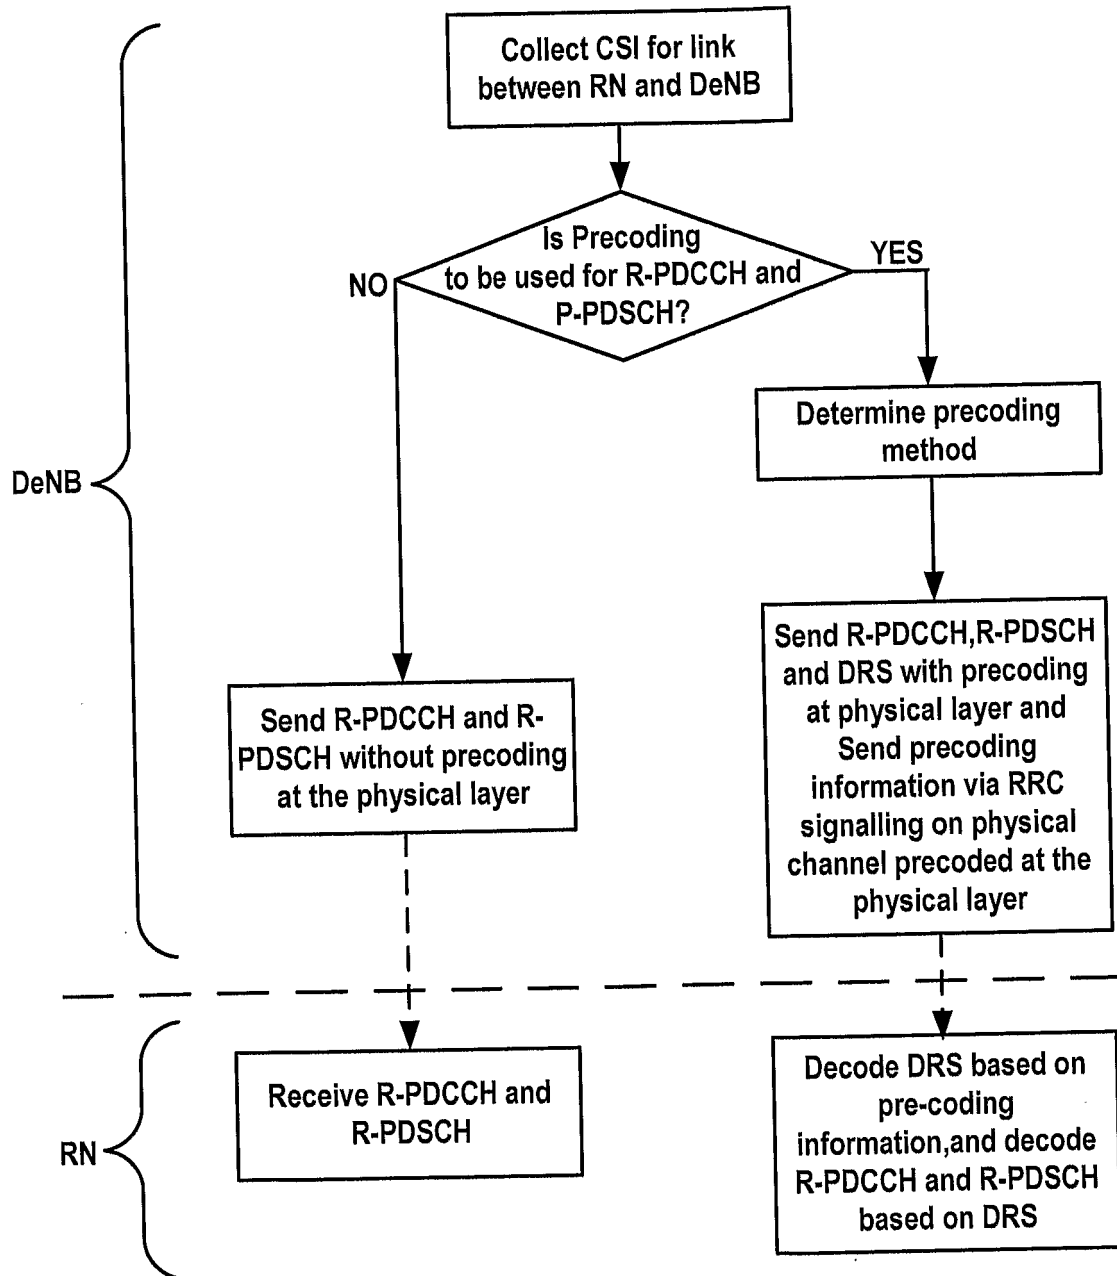 Collect CSI for link
between RN and DeNB
Is Precoding
to be used for R-PDCCH and
P-PDSCH?
NO
YES
Determine precoding
method
DeNB
Send R-PDCCH,R-PDSCH
and DRS with precoding
at physical layer and
Send precoding
information via RRC
signalling on physical
channel precoded at the
physical layer
Send R-PDCCH and R-
PDSCH without precoding
at the physical layer
RN
Receive R-PDCCH and
R-PDSCH
Decode DRS based on
pre-coding
information,and decode
R-PDCCH and R-PDSCH
based on DRS